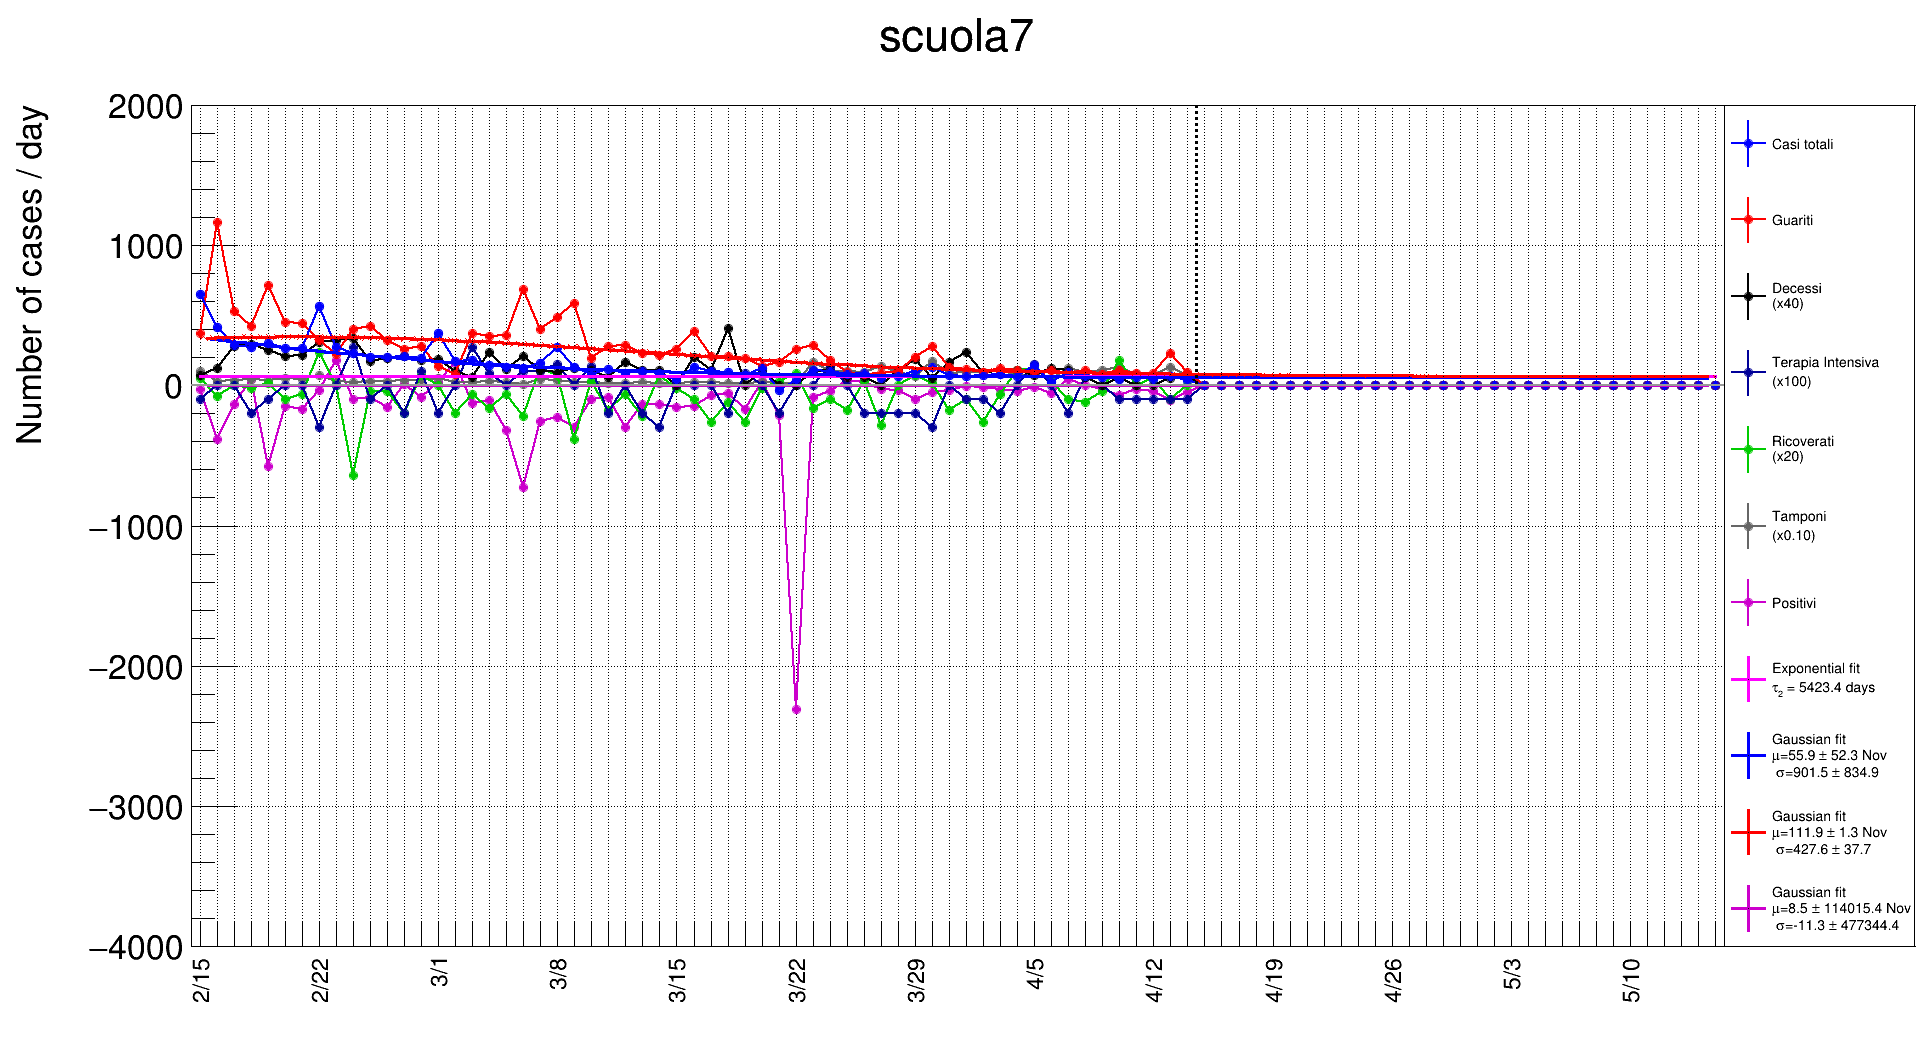 scuola7
Number of cases / day
2000
1000
0
−1000
−2000
−3000
−4000
2/15
2/22
3/1
3/8
3/15
3/22
3/29
4/5
4/12
4/19
4/26
5/3
5/10
Casi totali
Guariti
Decessi
(x40)
Terapia Intensiva
(x100)
Ricoverati
(x20)
Tamponi
(x0.10)
Positivi
Exponential fit
τ2 = 5423.4 days
Gaussian fit
μ=55.9 ± 52.3 Nov
σ=901.5 ± 834.9
Gaussian fit
μ=111.9 ± 1.3 Nov
σ=427.6 ± 37.7
Gaussian fit
μ=8.5 ± 114015.4 Nov
σ=-11.3 ± 477344.4